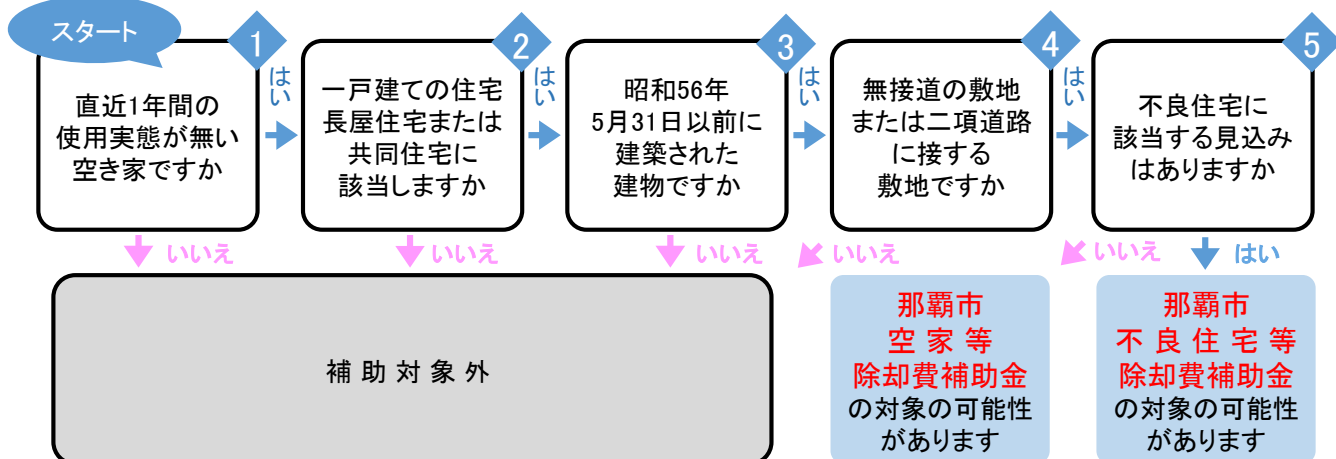 スタート
1
直近1年間の
使用実態が無い
空き家ですか
はい
2
一戸建ての住宅
長屋住宅または
共同住宅に
該当しますか
はい
3
昭和56年
5月31日以前に
建築された
建物ですか
はい
4
無接道の敷地
または二項道路
に接する
敷地ですか
はい
5
不良住宅に
該当する見込み
はありますか
いいえ
いいえ
いいえ
いいえ
いいえ
はい
補助対象外
那覇市
空家等
除却費補助金
の対象の可能性
があります
那覇市
不良住宅等
除却費補助金
の対象の可能性
があります